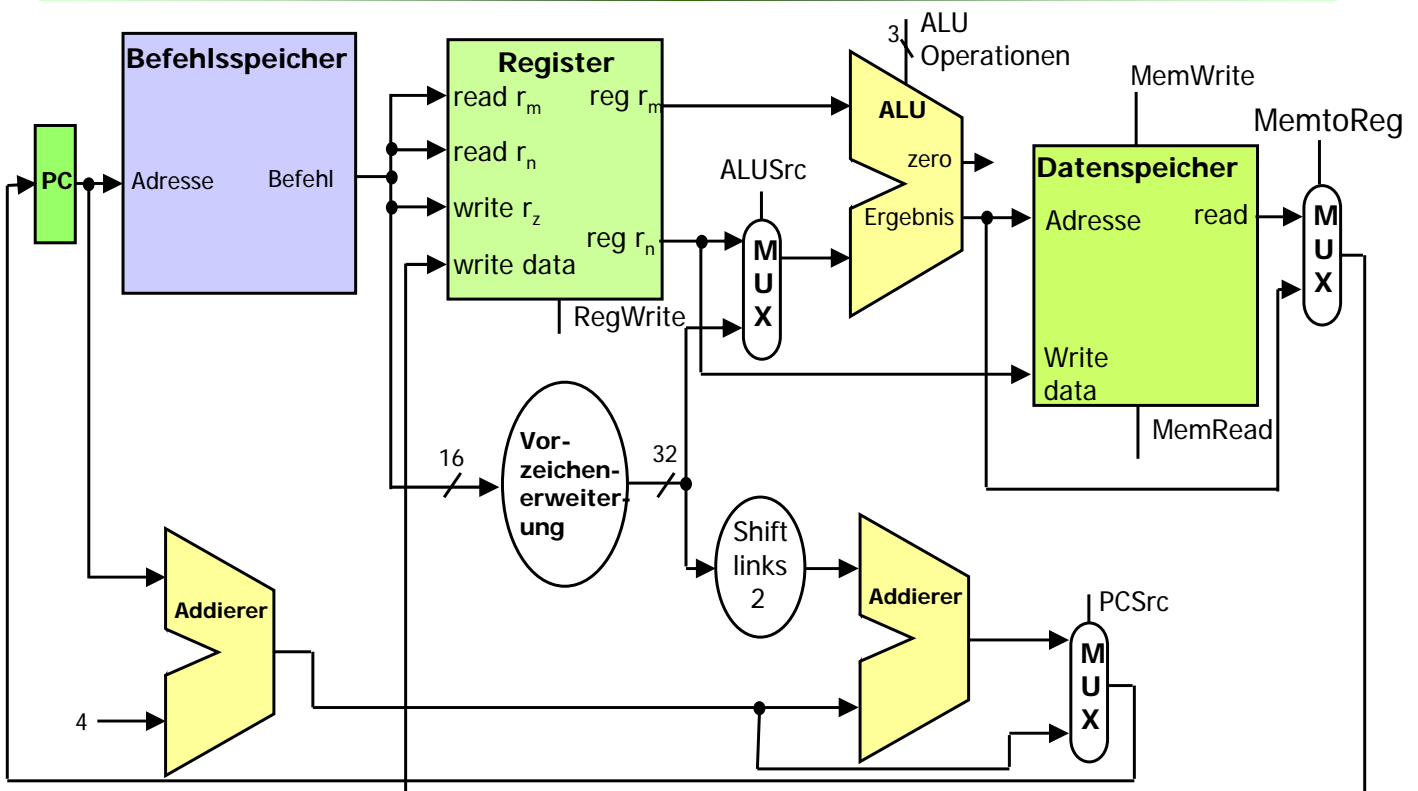 ALU
3
Operationen
Befehlsspeicher
Register
MemWrite
read rm
reg rm
ALU
MemtoReg
read rn
zero
Datenspeicher
PC
Adresse
Befehl
ALUSrc
write rz
Ergebnis
Adresse
read
M
U
X
reg rn
M
U
X
write data
RegWrite
Write
data
MemRead
Vor-
zeichen-
erweiter-
ung
16
32
Shift
links
2
Addierer
Addierer
PCSrc
M
U
X
4